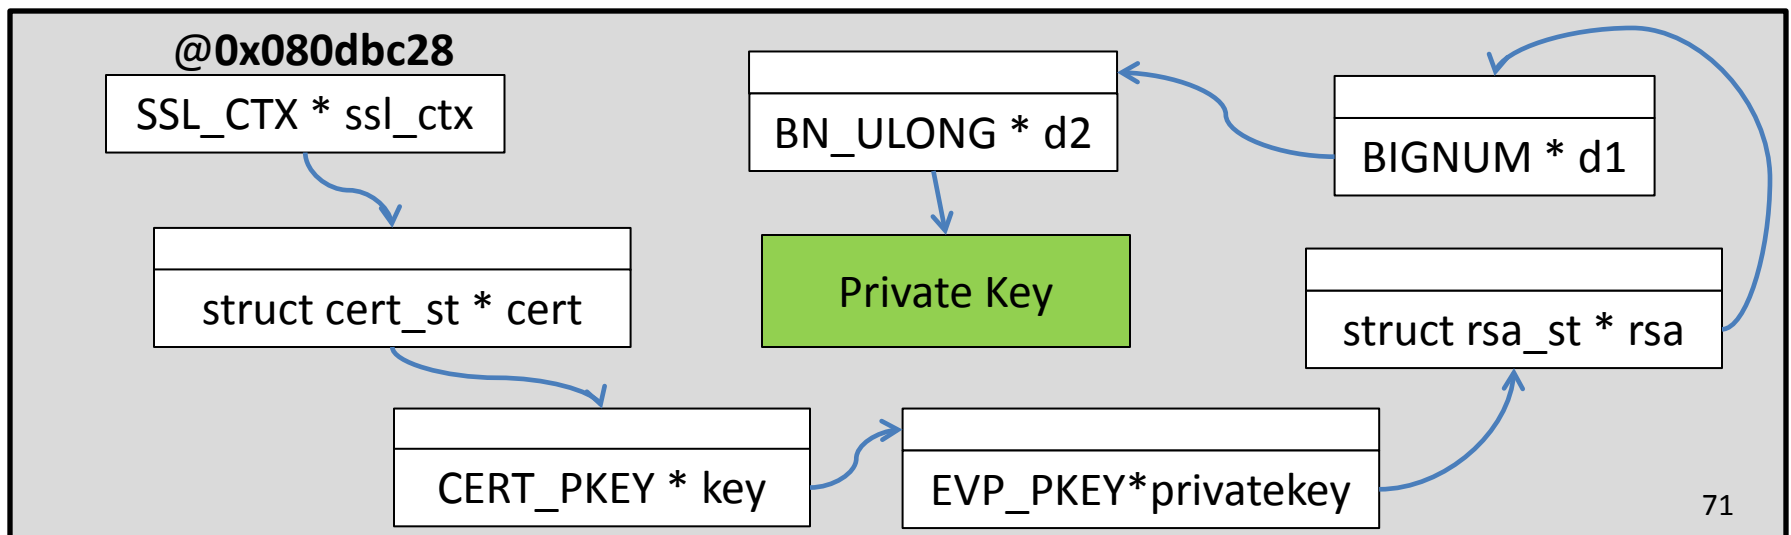 @0x080dbc28
SSL_CTX * ssl_ctx
struct cert_st * cert
CERT_PKEY * key
EVP_PKEY*privatekey
struct rsa_st * rsa
BIGNUM * d1
BN_ULONG * d2
Private Key
71